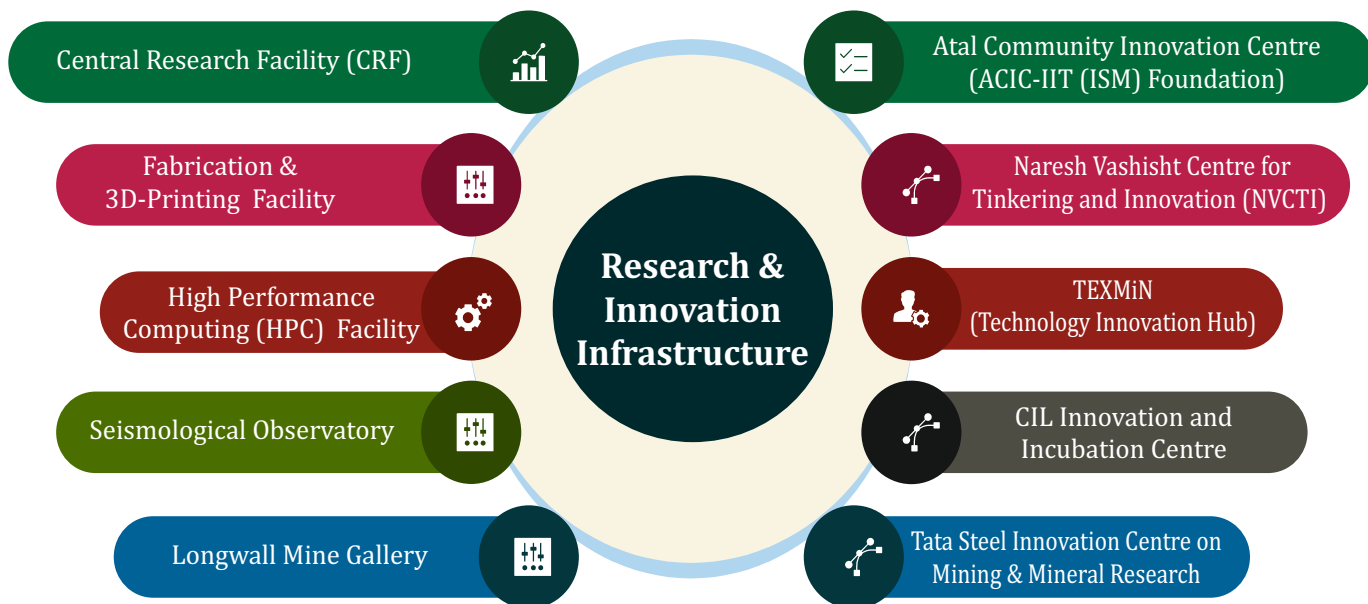 Central Research Facility (CRF)
Fabrication &
3D-Printing Facility
High Performance
Computing (HPC) Facility
Seismological Observatory
Longwall Mine Gallery
Research &
Innovation
Infrastructure
Atal Community Innovation Centre
(ACIC-IIT (ISM) Foundation)
Naresh Vashisht Centre for
Tinkering and Innovation (NVCTI)
TEXMiN
(Technology Innovation Hub)
CIL Innovation and
Incubation Centre
Tata Steel Innovation Centre on
Mining & Mineral Research